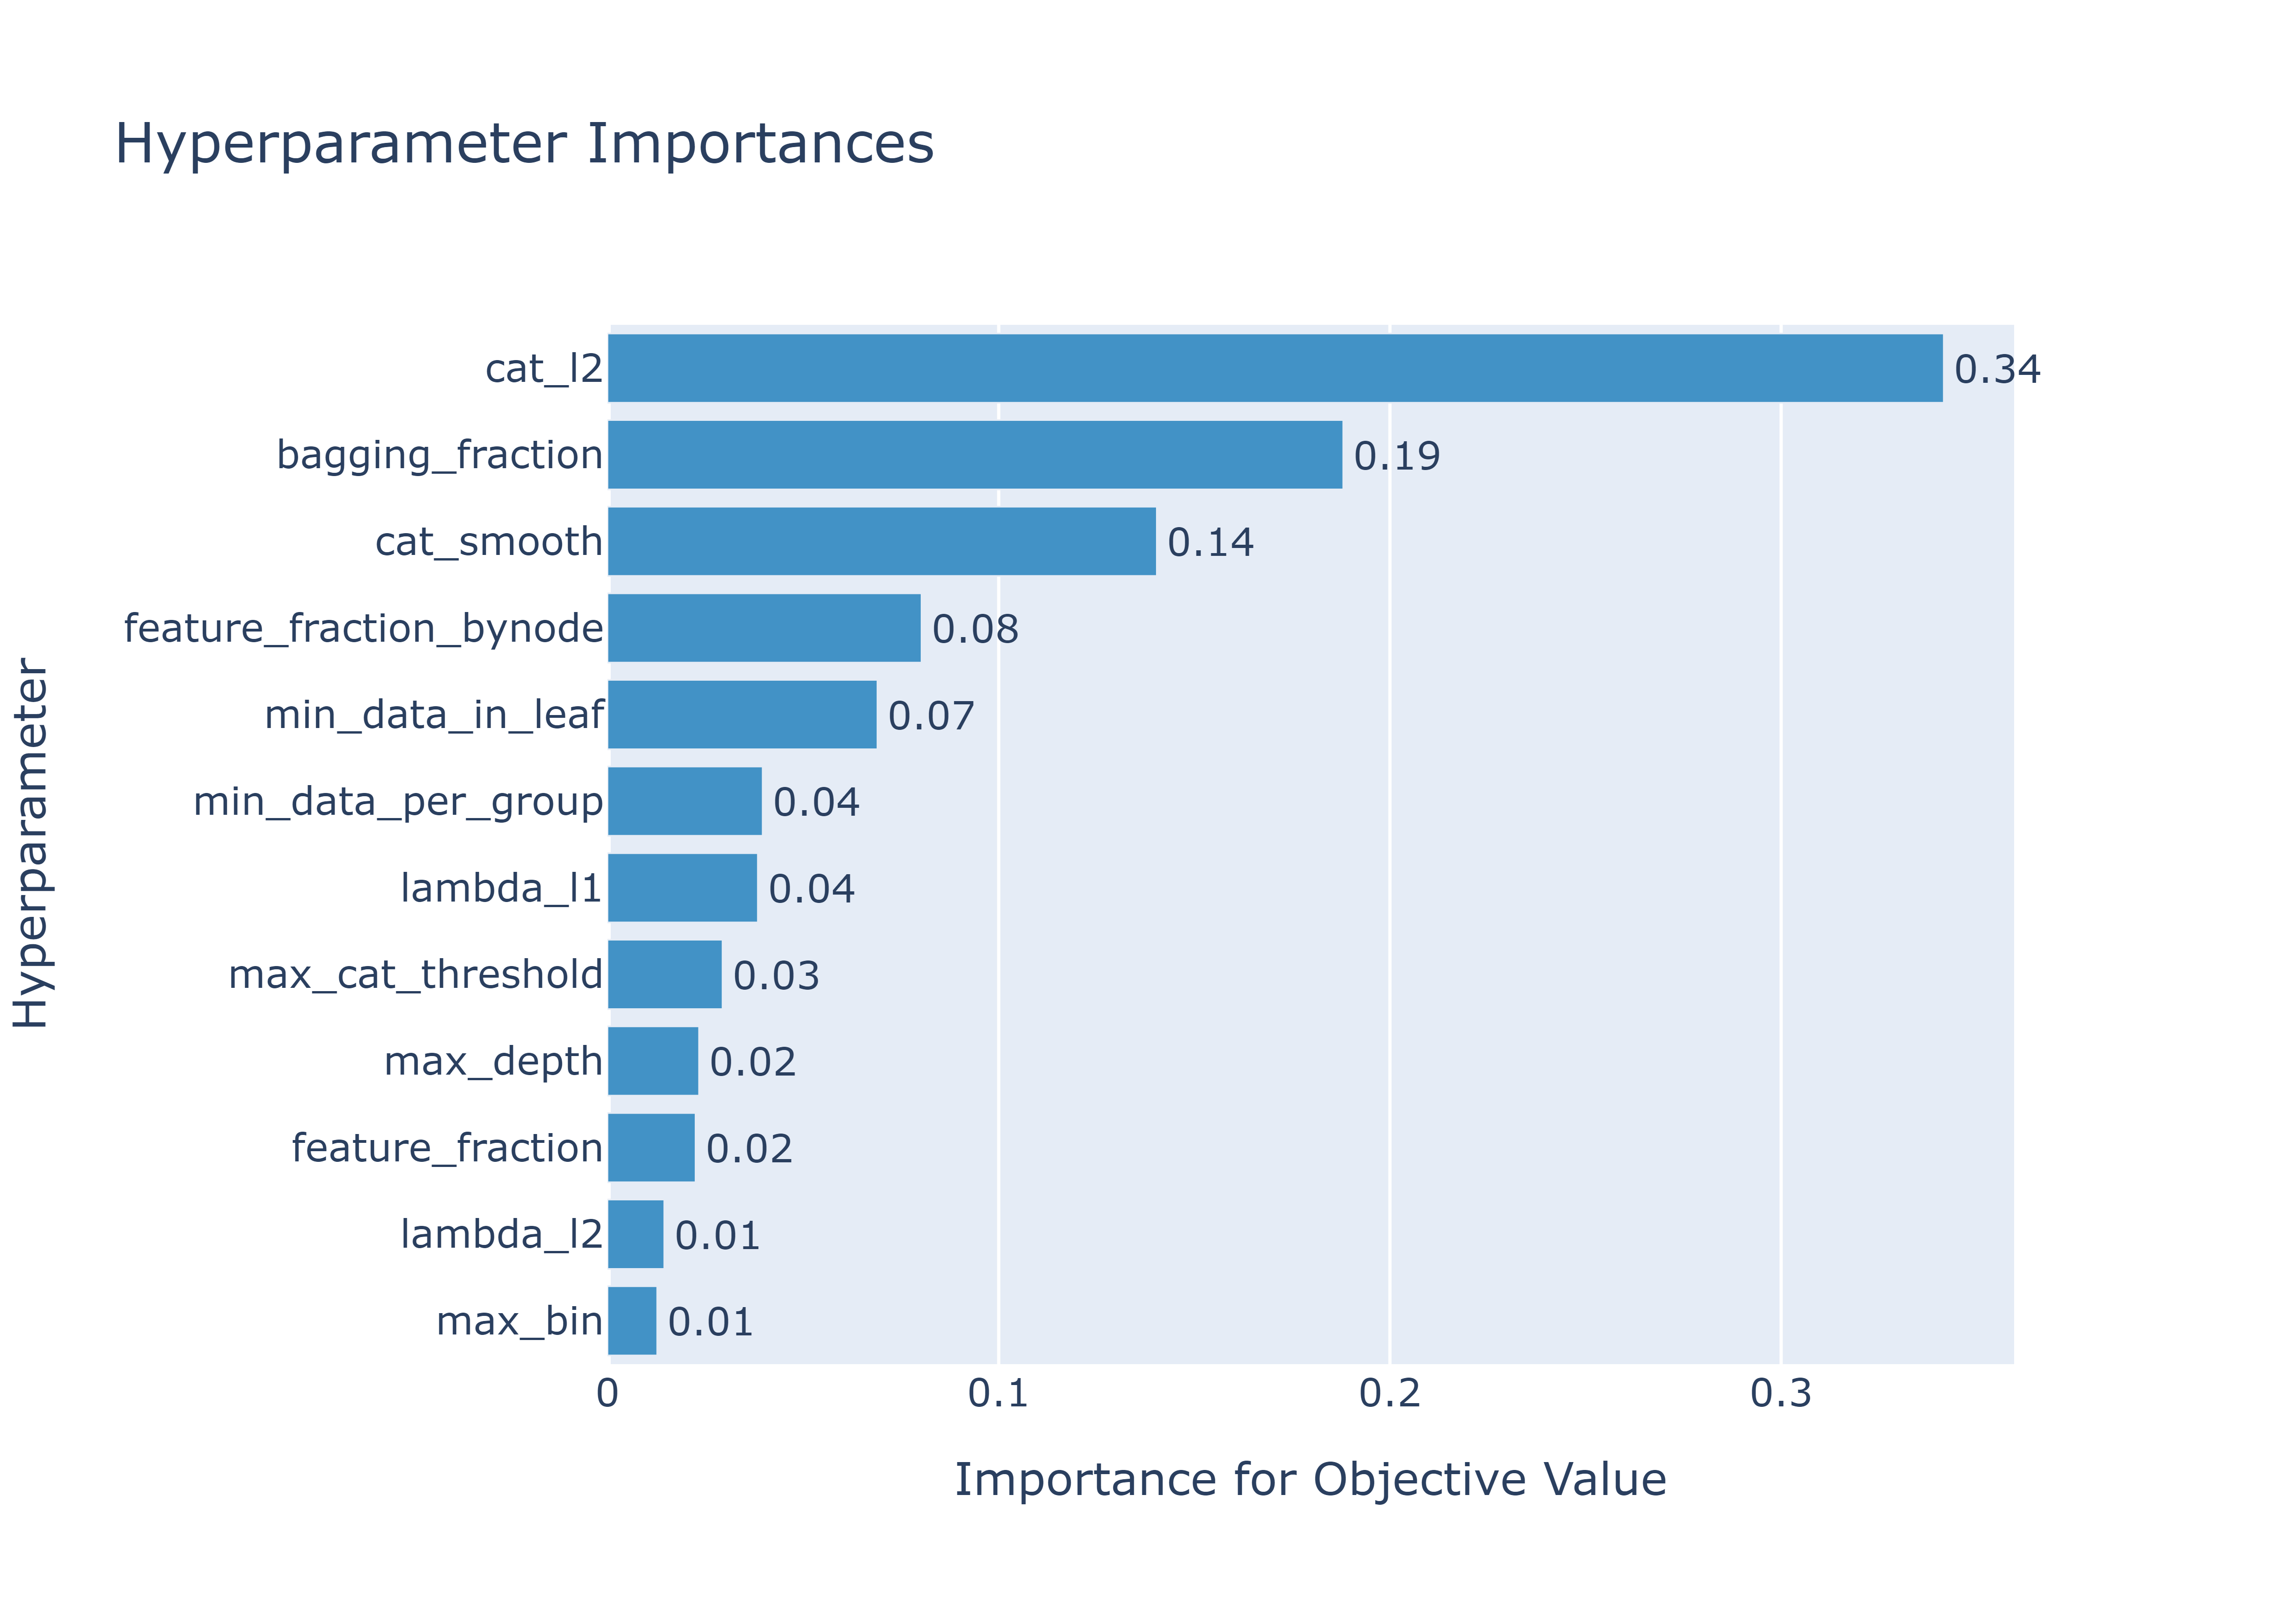 Hyperparameter Importances
Hyperparameter
cat_l2 0.34
bagging_fraction 0.19
cat_smooth 0.14
feature_fraction_bynode 0.08
min_data_in_leaf 0.07
min_data_per_group 0.04
lambda_l1 0.04
max_cat_threshold 0.03
max_depth 0.02
feature_fraction 0.02
lambda_l2 0.01
max_bin 0.01
0 0.1 0.2 0.3
Importance for Objective Value